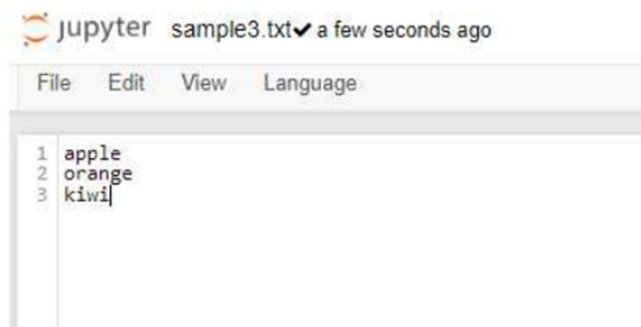 jupyter sample3.txt✔ a few seconds ago
File Edit View Language
1 apple
2 orange
3 kiwi